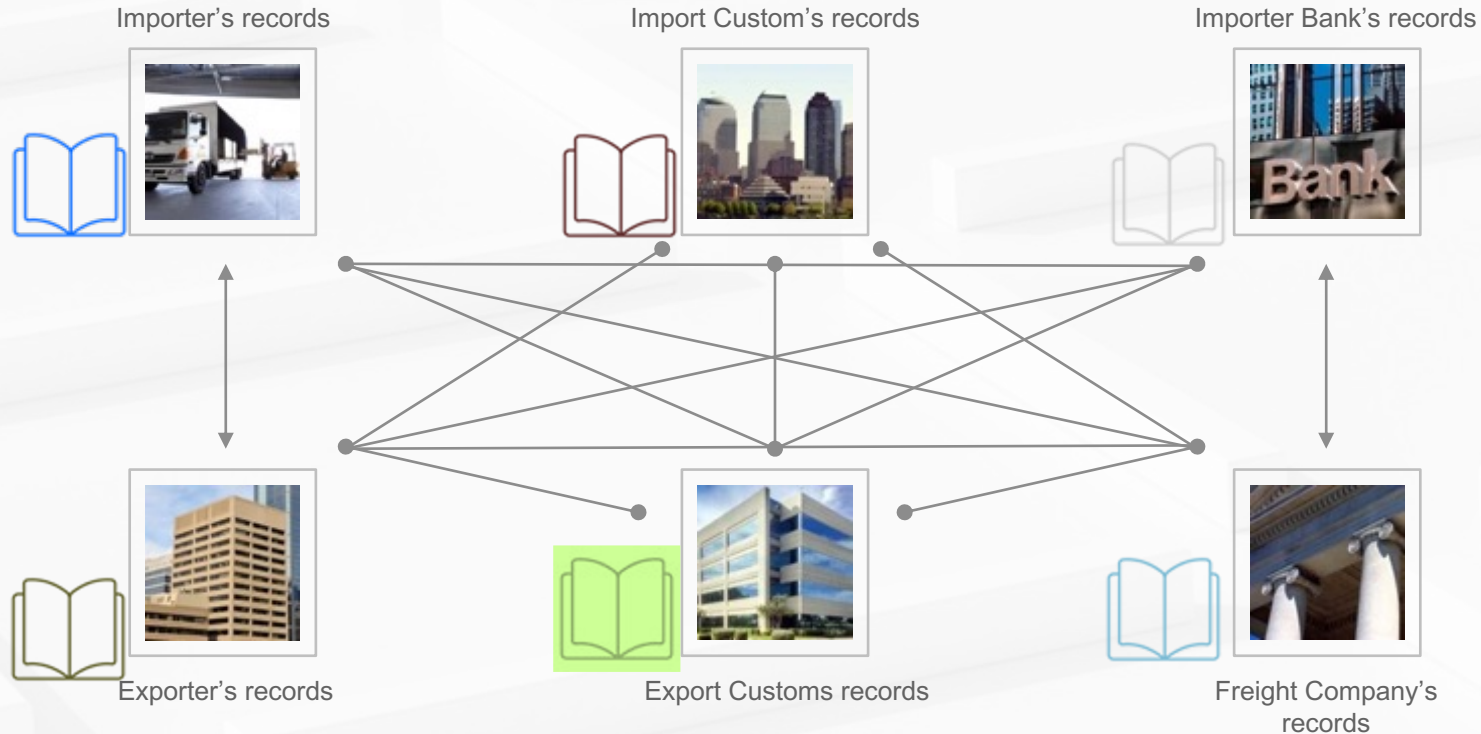 Importer’s records
Import Custom’s records
Importer Bank’s records
Bank
Exporter’s records
Export Customs records
Freight Company’s
records